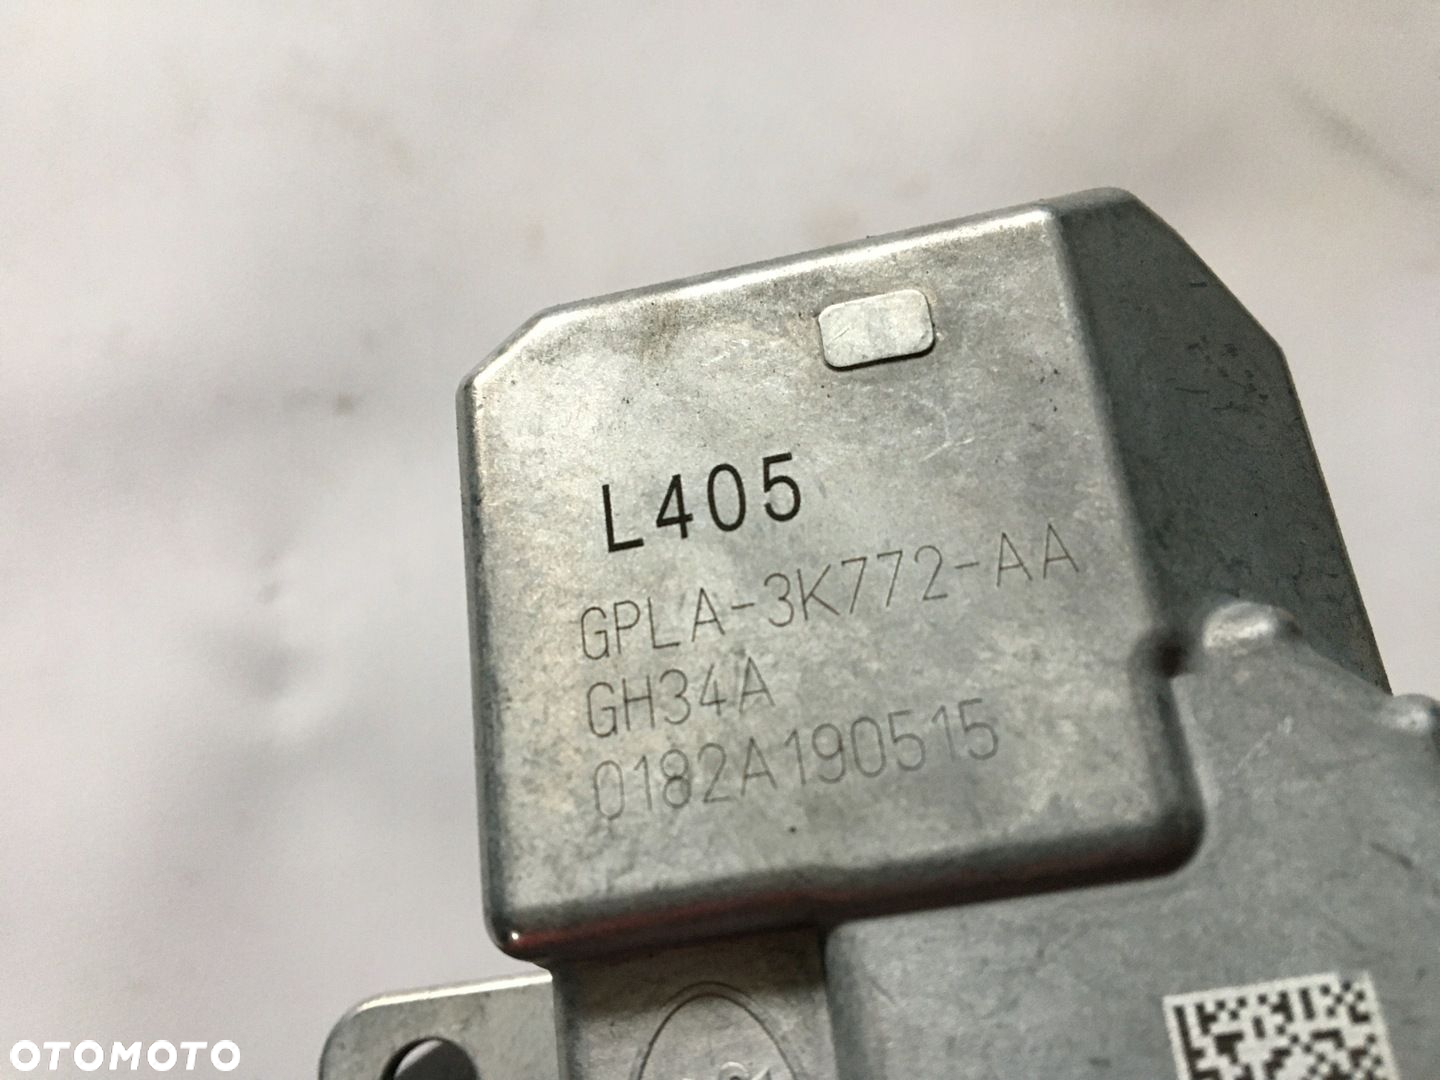 L405
GPLA-3K772-AA
GH34A
0182A190515
OTOMOTO